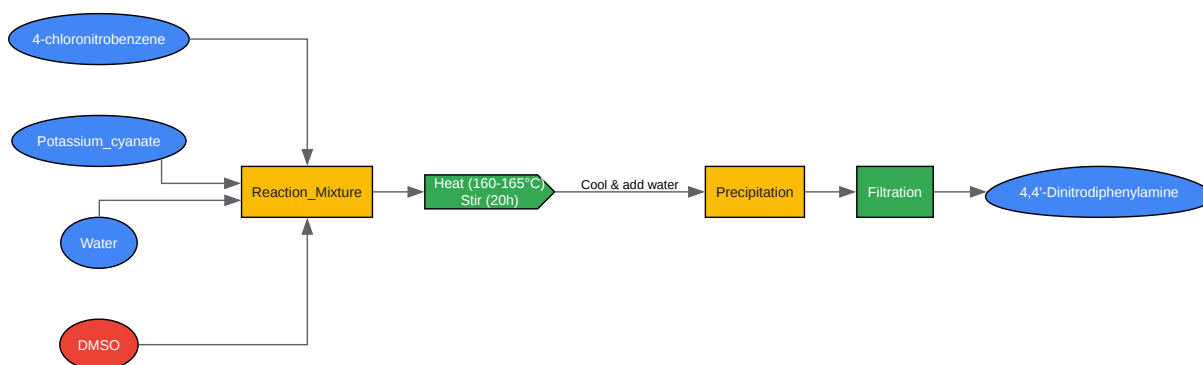 4-chloronitrobenzene
Potassium_cyanate
Water
DMSO
Reaction_Mixture
Heat (160-165°C)
Stir (20h)
Cool & add water
Precipitation
Filtration
4,4'-Dinitrodiphenylamine